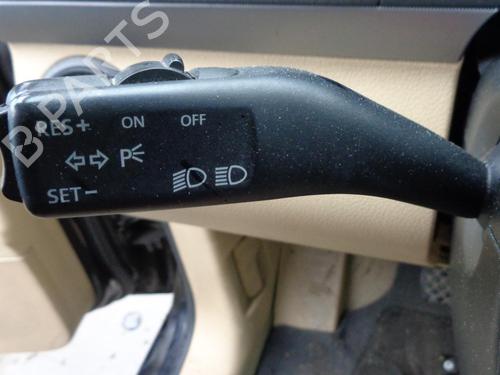 B PARTS
RES+ ON OFF
P
SET-